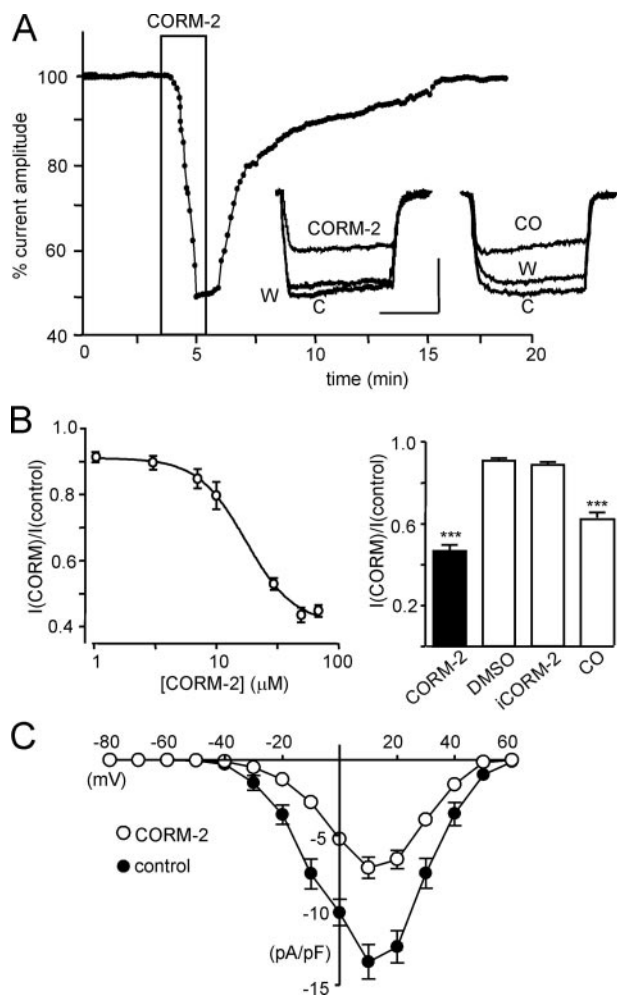 A
CORM-2
% current amplitude
100
80
60
40
CORM-2
CO
W
W
C
C
0
5
10
15
20
time (min)
B
I(CORM)/I(control)
1.0
0.8
0.6
0.4
1
10
100
[CORM-2] (μM)
I(CORM)/I(control)
1.0
0.6
0.2
***
***
CORM-2
DMSO
iCORM-2
CO
C
-80
-60
-40
-20
20
40
60
(mV)
CORM-2
control
-5
-10
-15
(pA/pF)